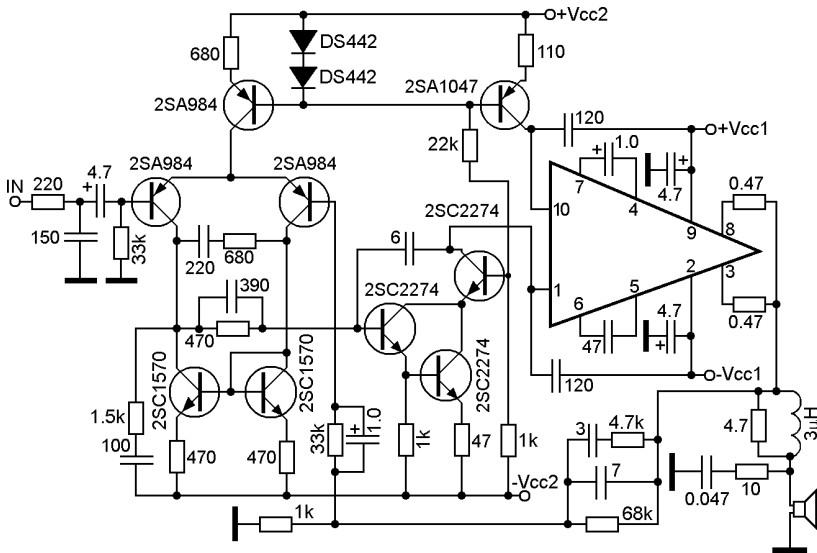 +Vcc2
680
DS442
DS442
110
2SA984
2SA1047
120
+Vcc1
22k
+
1.0
4.7
+
0.47
2SA984
2SA984
7
4
8
IN
220
+
4.7
10
9
2SC2274
150
33k
220
680
6
1
2
3
390
2SC2274
6
5
4.7
+
0.47
470
47
2SC1570
2SC1570
2SC2274
120
-Vcc1
1.5k
100
470
470
33k
+
1.0
1k
47
1k
3
4.7k
4.7
3µH
7
0.047
10
-Vcc2
1k
68k